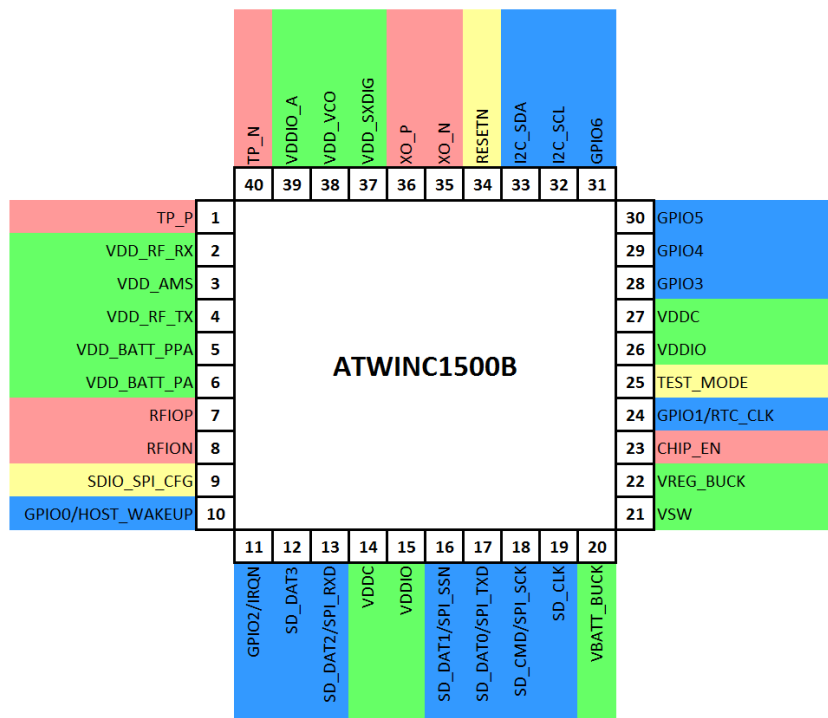 TP_N
VDDIO_A
VDD_VCO
VDD_SXDIG
XO_P
XO_N
RESETN
I2C_SDA
I2C_SCL
GPIO6
40 39 38 37 36 35 34 33 32 31
TP_P 1
VDD_RF_RX 2
VDD_AMS 3
VDD_RF_TX 4
VDD_BATT_PPA 5
VDD_BATT_PA 6
RFIOP 7
RFION 8
SDIO_SPI_CFG 9
GPIO0/HOST_WAKEUP 10
ATWINC1500B
30 GPIO5
29 GPIO4
28 GPIO3
27 VDDC
26 VDDIO
25 TEST_MODE
24 GPIO1/RTC_CLK
23 CHIP_EN
22 VREG_BUCK
21 VSW
11 12 13 14 15 16 17 18 19 20
GPIO2/IRQN
SD_DAT3
SD_DAT2/SPI_RXD
VDDC
VDDIO
SD_DAT1/SPI_SSN
SD_DAT0/SPI_TXD
SD_CMD/SPI_SCK
SD_CLK
VBATT_BUCK